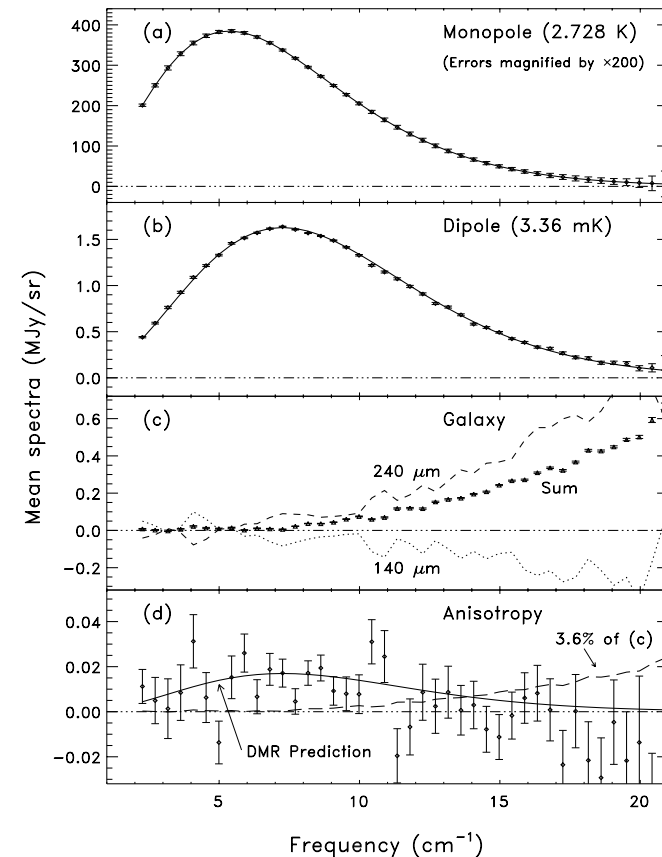 (a) Monopole (2.728 K)
(Errors magnified by ×200)
400
300
200
100
0
(b) Dipole (3.36 mK)
1.5
1.0
0.5
0.0
(c) Galaxy
0.6
0.4
0.2
0.0
−0.2
240 μm
Sum
140 μm
(d) Anisotropy
3.6% of (c)
0.04
0.02
0.00
−0.02
DMR Prediction
5 10 15 20
Frequency (cm⁻¹)
Mean spectra (MJy/sr)